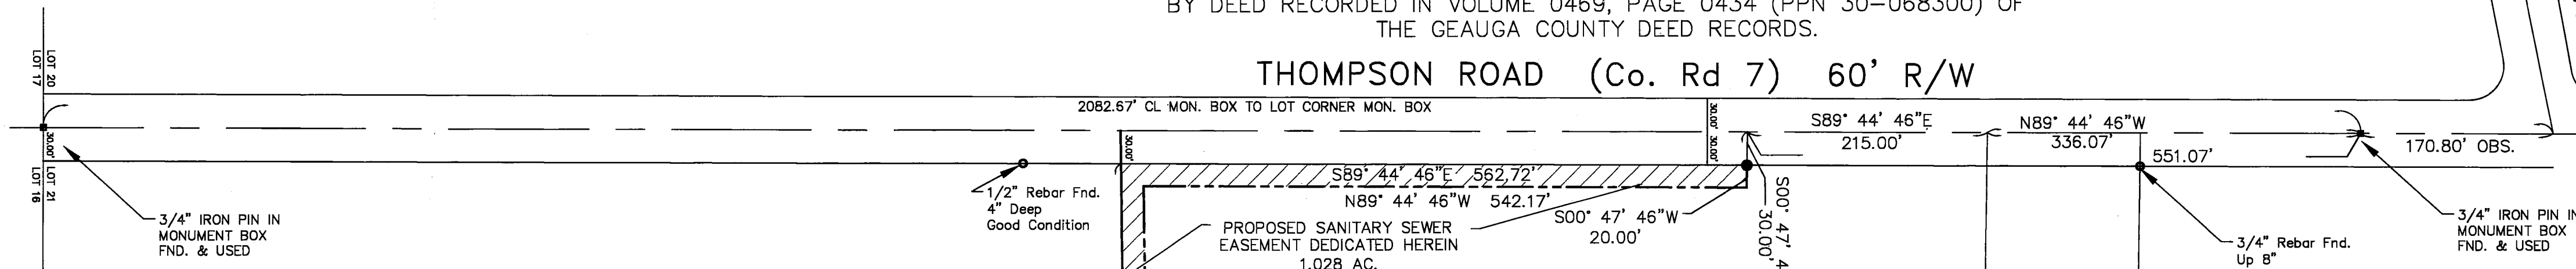 BY DEED RECORDED IN VOLUME 0469, PAGE 0434 (PPN 30-068300) OF
THE GEAUGA COUNTY DEED RECORDS.
THOMPSON ROAD (Co. Rd 7) 60' R/W
LOT 17
LOT 20
2082.67' CL MON. BOX TO LOT CORNER MON. BOX
30.00'
30.00'
30.00'
30.00'
S89° 44' 46"E
215.00'
N89° 44' 46"W
336.07'
551.07'
170.80' OBS.
LOT 16
LOT 21
3/4" IRON PIN IN
MONUMENT BOX
FND. & USED
1/2" Rebar Fnd.
4" Deep
Good Condition
S89° 44' 46"E 562.72'
N89° 44' 46"W 542.17'
PROPOSED SANITARY SEWER
EASEMENT DEDICATED HEREIN
1.028 AC.
S00° 47' 46"W
20.00'
S00° 47' 4
30.00'
3/4" Rebar Fnd.
Up 8"
3/4" IRON PIN IN
MONUMENT BOX
FND. & USED